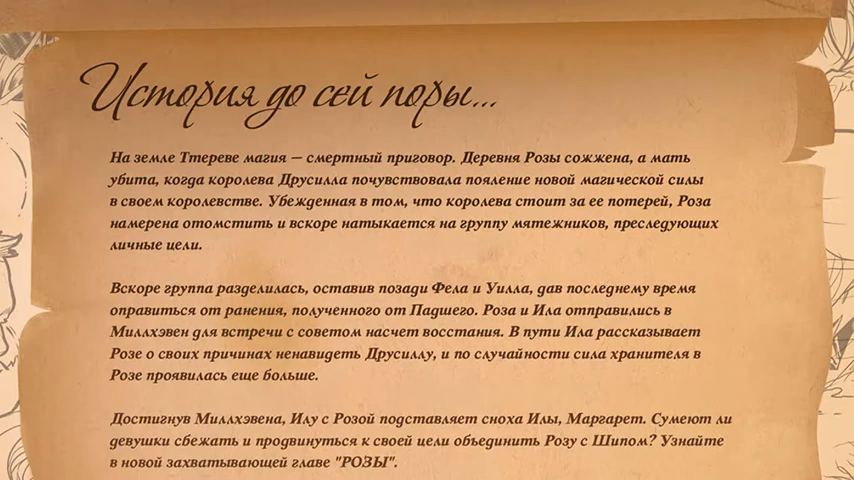 История до сей поры...
На земле Ттереве магия — смертный приговор. Деревня Розы сожжена, а мать
убита, когда королева Друсилла почувствовала пояление новой магической силы
в своем королевстве. Убежденная в том, что королева стоит за ее потерей, Роза
намерена отомстить и вскоре натыкается на группу мятежников, преследующих
личные цели.
Вскоре группа разделилась, оставив позади Фела и Уилла, дав последнему время
оправиться от ранения, полученного от Падшего. Роза и Ила отправились в
Миллхэвен для встречи с советом насчет восстания. В пути Ила рассказывает
Розе о своих причинах ненавидеть Друсиллу, и по случайности сила хранителя в
Розе проявилась еще больше.
Достигнув Миллхэвена, Илу с Розой подставляет сноха Илы, Маргарет. Сумеют ли
девушки сбежать и продвинуться к своей цели объединить Розу с Шипом? Узнайте
в новой захватывающей главе "РОЗЫ".